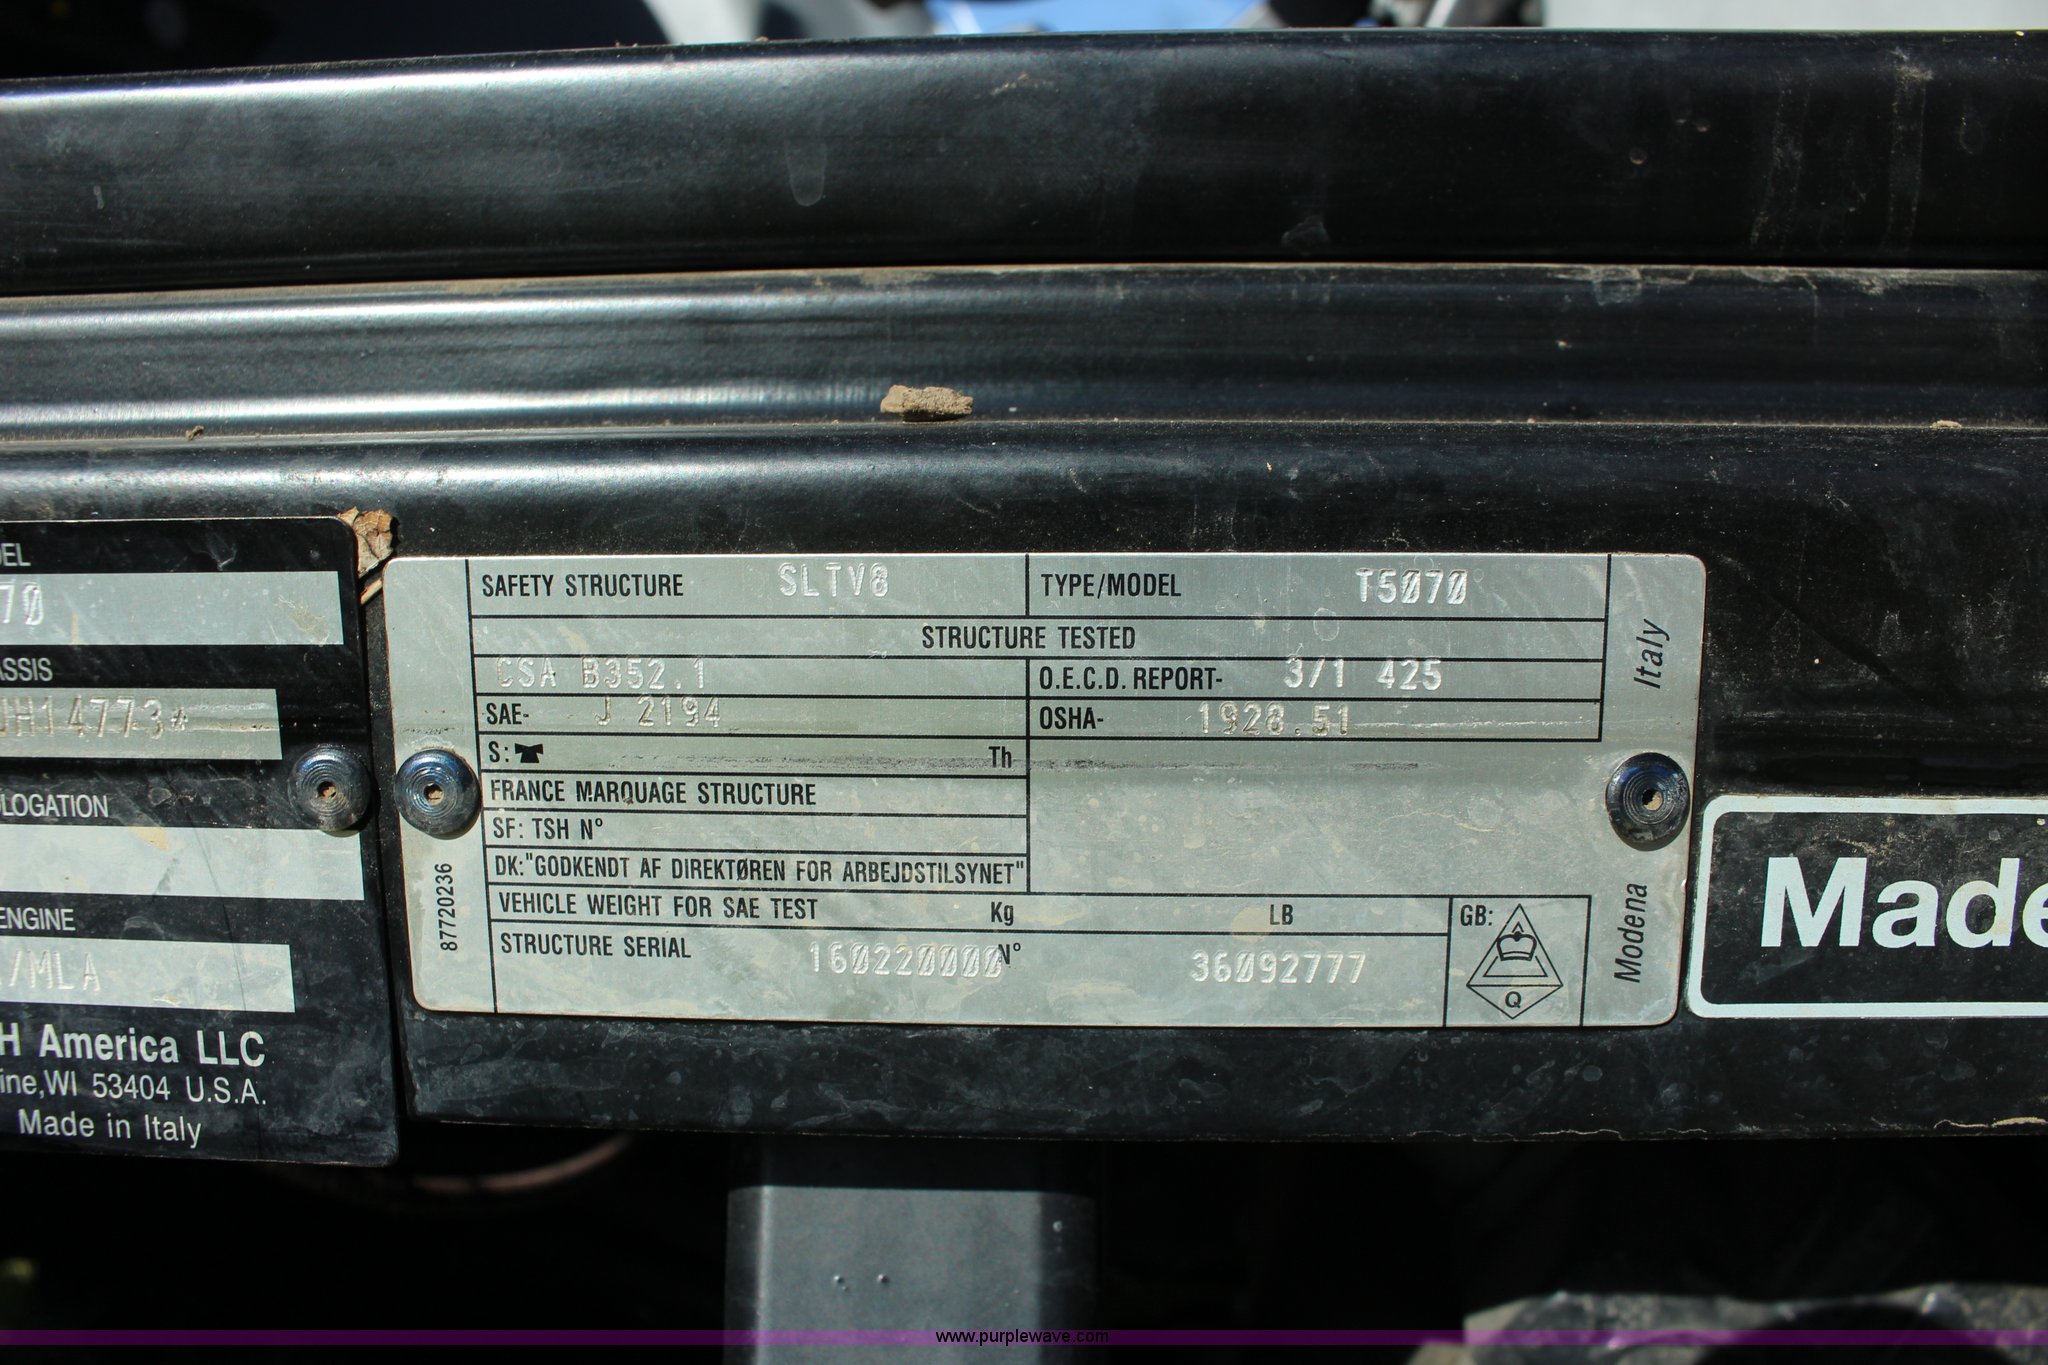 DEL
70
ASSIS
JH14773*
OLOGATION
ENGINE
/MLA
H America LLC
ine,WI 53404 U.S.A.
Made in Italy
SAFETY STRUCTURE SLTV8 TYPE/MODEL T5070
STRUCTURE TESTED
CSA B352.1 O.E.C.D. REPORT- 3/1 425
SAE- J 2194 OSHA- 1928.51
S: Th
FRANCE MARQUAGE STRUCTURE
SF: TSH N°
DK:"GODKENDT AF DIREKTØREN FOR ARBEJDSTILSYNET"
VEHICLE WEIGHT FOR SAE TEST Kg LB GB:
STRUCTURE SERIAL 160220000 N° 36092777
Q
87720236
Modena Italy
Made
www.purplewave.com